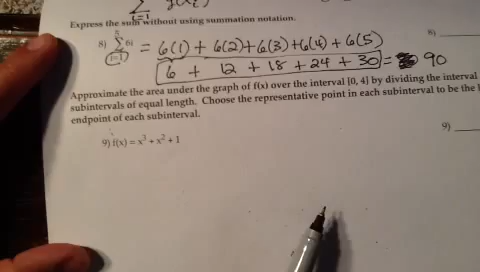 Σ g(xᵢ)
i=1
Express the sum without using summation notation.
8) 5 Σ i=1 6i = 6(1) + 6(2) + 6(3) + 6(4) + 6(5)
8)
6 + 12 + 18 + 24 + 30 = 90
Approximate the area under the graph of f(x) over the interval [0, 4] by dividing the interval
subintervals of equal length. Choose the representative point in each subinterval to be the
endpoint of each subinterval.
9)
9) f(x) = x³ + x² + 1